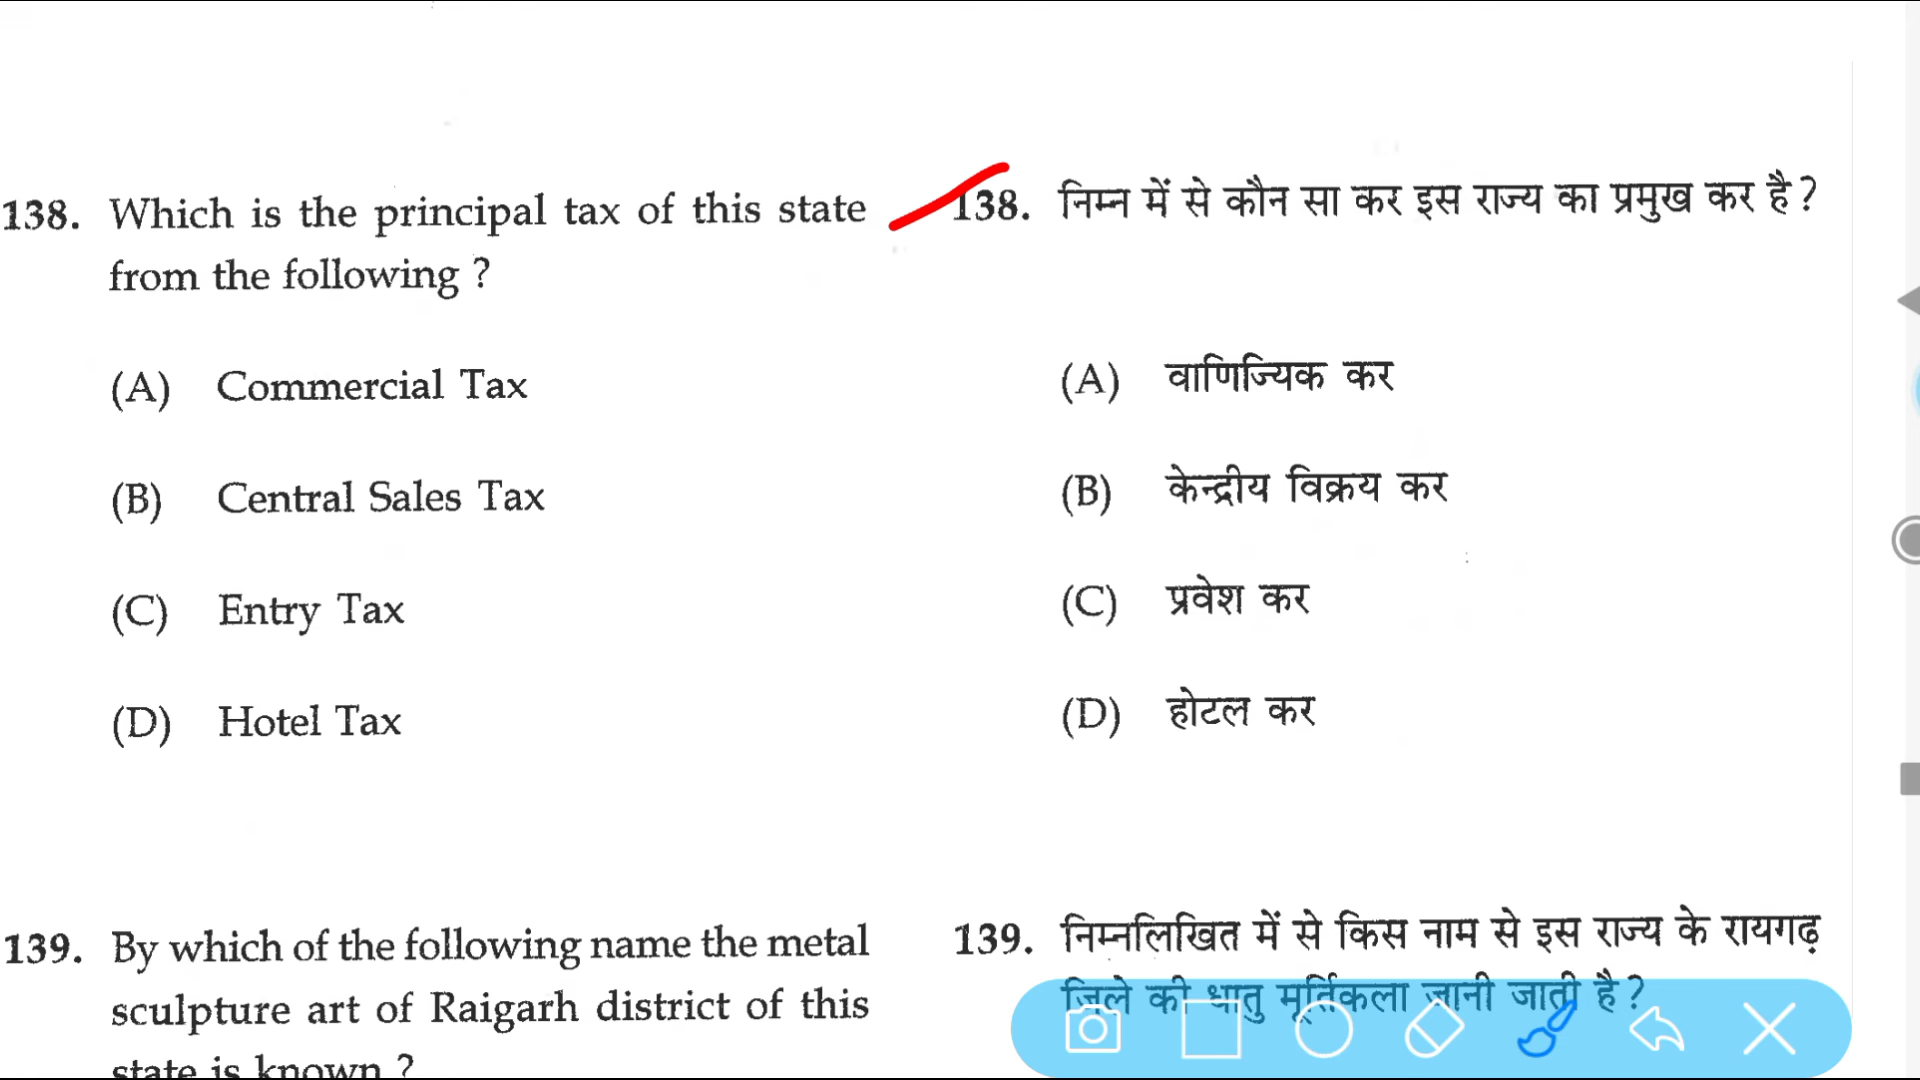 138. Which is the principal tax of this state
from the following ?
(A) Commercial Tax
(B) Central Sales Tax
(C) Entry Tax
(D) Hotel Tax
139. By which of the following name the metal
sculpture art of Raigarh district of this
state is known ?
138. निम्न में से कौन सा कर इस राज्य का प्रमुख कर है ?
(A) वाणिज्यिक कर
(B) केन्द्रीय विक्रय कर
(C) प्रवेश कर
(D) होटल कर
139. निम्नलिखित में से किस नाम से इस राज्य के रायगढ़
ज़िले की धातु मूर्तिकला जानी जाती है ?